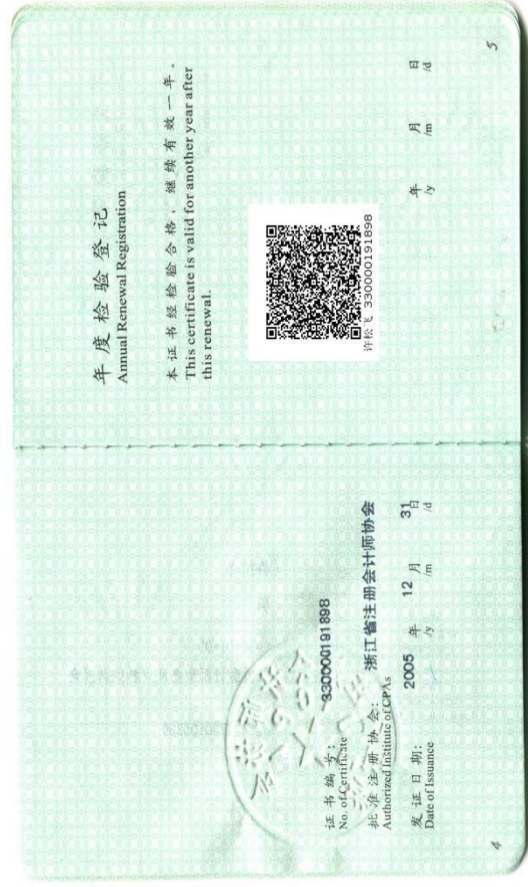 证书编号: 330000191898
No. of Certificate
批准注册协会: 浙江省注册会计师协会
Authorized Institute of CPAs
发证日期: 2005 年 12 月 31 日
Date of Issuance /y /m /d
4
年度检验登记
Annual Renewal Registration
本证书经检验合格，继续有效一年。
This certificate is valid for another year after
this renewal.
许松飞 330000191898
年 月 日
/y /m /d
5